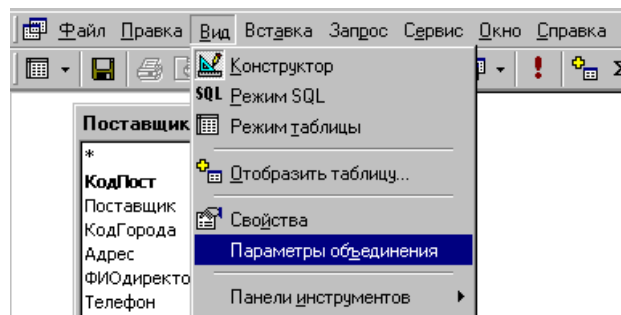 Файл Правка Вид Вставка Запрос Сервис Окно Справка
Конструктор
SQL Режим SQL
Поставщик Режим таблицы
*
Отобразить таблицу...
КодПост
Поставщик
Свойства
КодГорода
Адрес
Параметры объединения
ФИОдиректо
Панели инструментов
Телефон